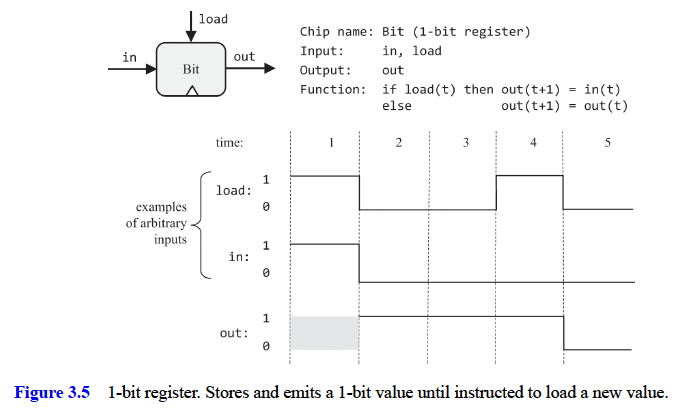 load
in
out
Bit
Chip name: Bit (1-bit register)
Input: in, load
Output: out
Function: if load(t) then out(t+1) = in(t)
else out(t+1) = out(t)
time: 1 2 3 4 5
examples
of arbitrary
inputs
load:
1
0
in:
1
0
out:
1
0
Figure 3.5 1-bit register. Stores and emits a 1-bit value until instructed to load a new value.